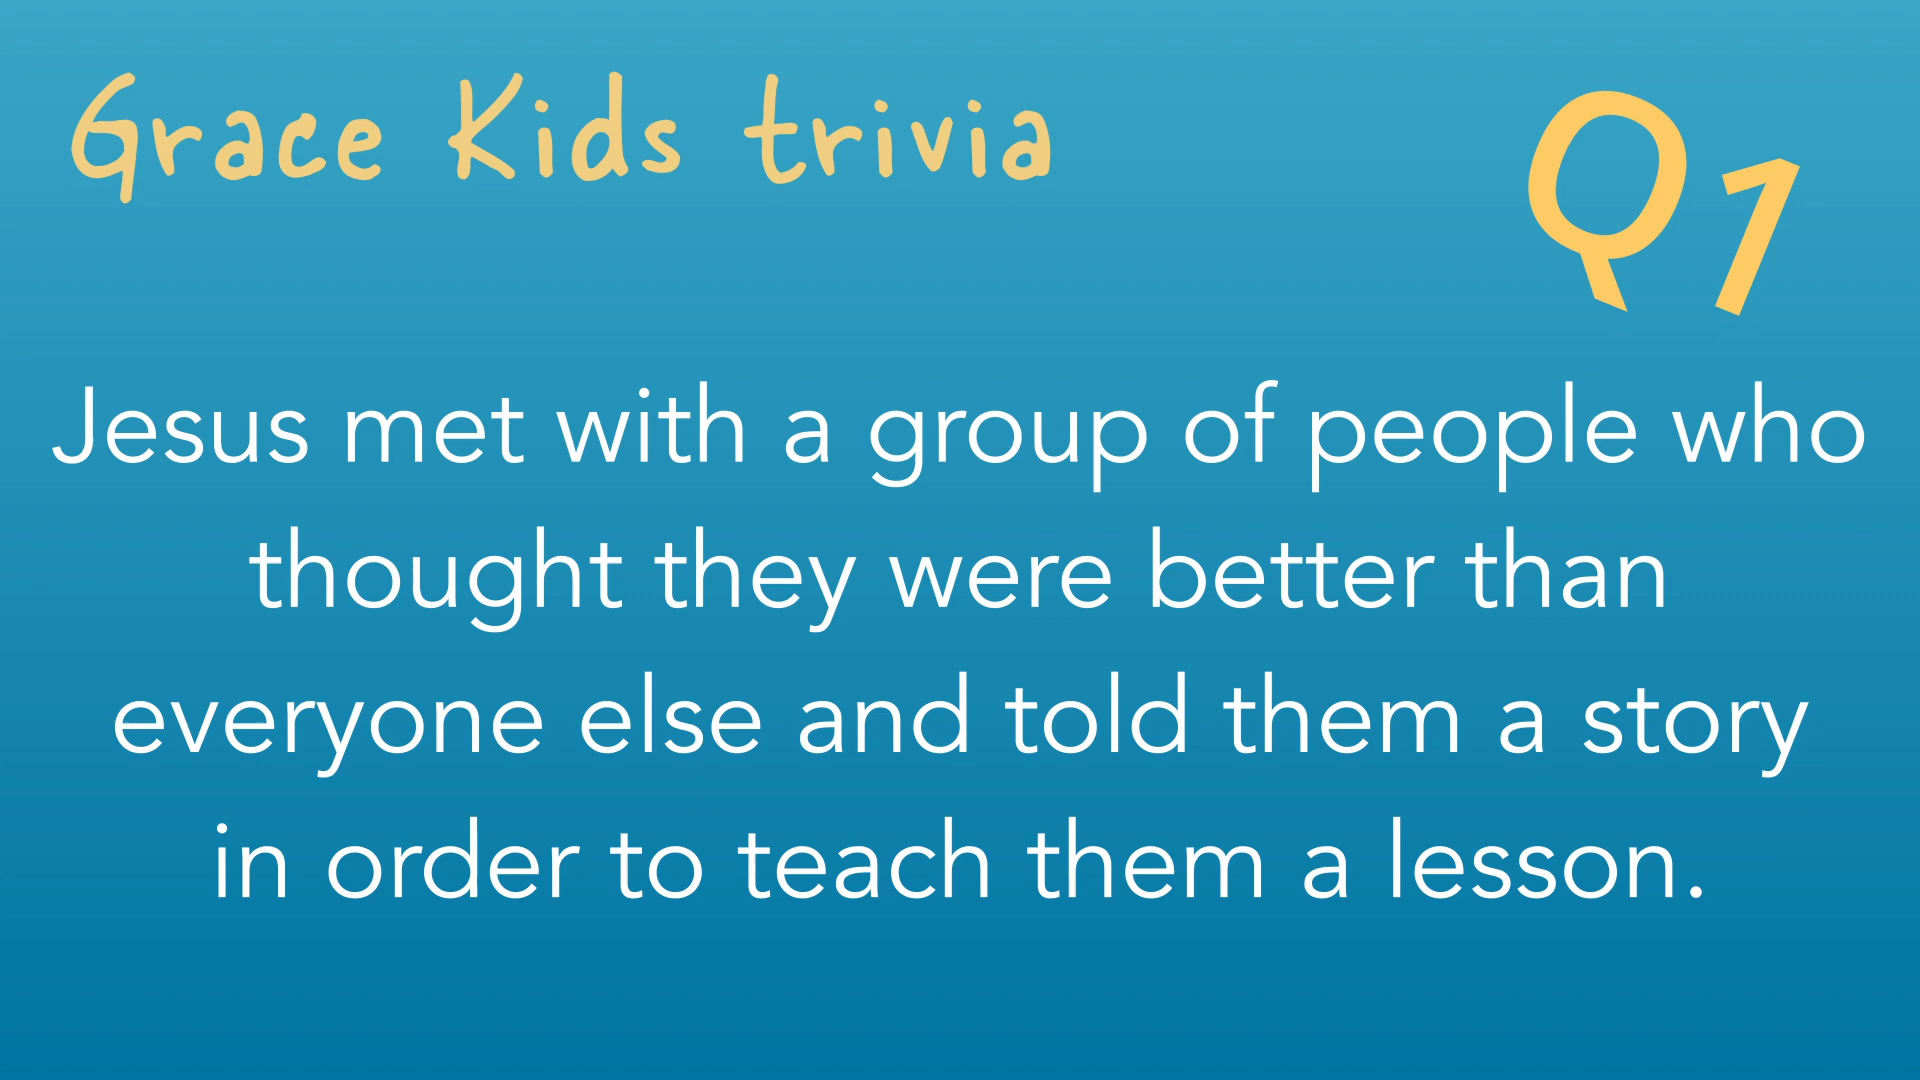 Grace Kids trivia
Q1
Jesus met with a group of people who
thought they were better than
everyone else and told them a story
in order to teach them a lesson.